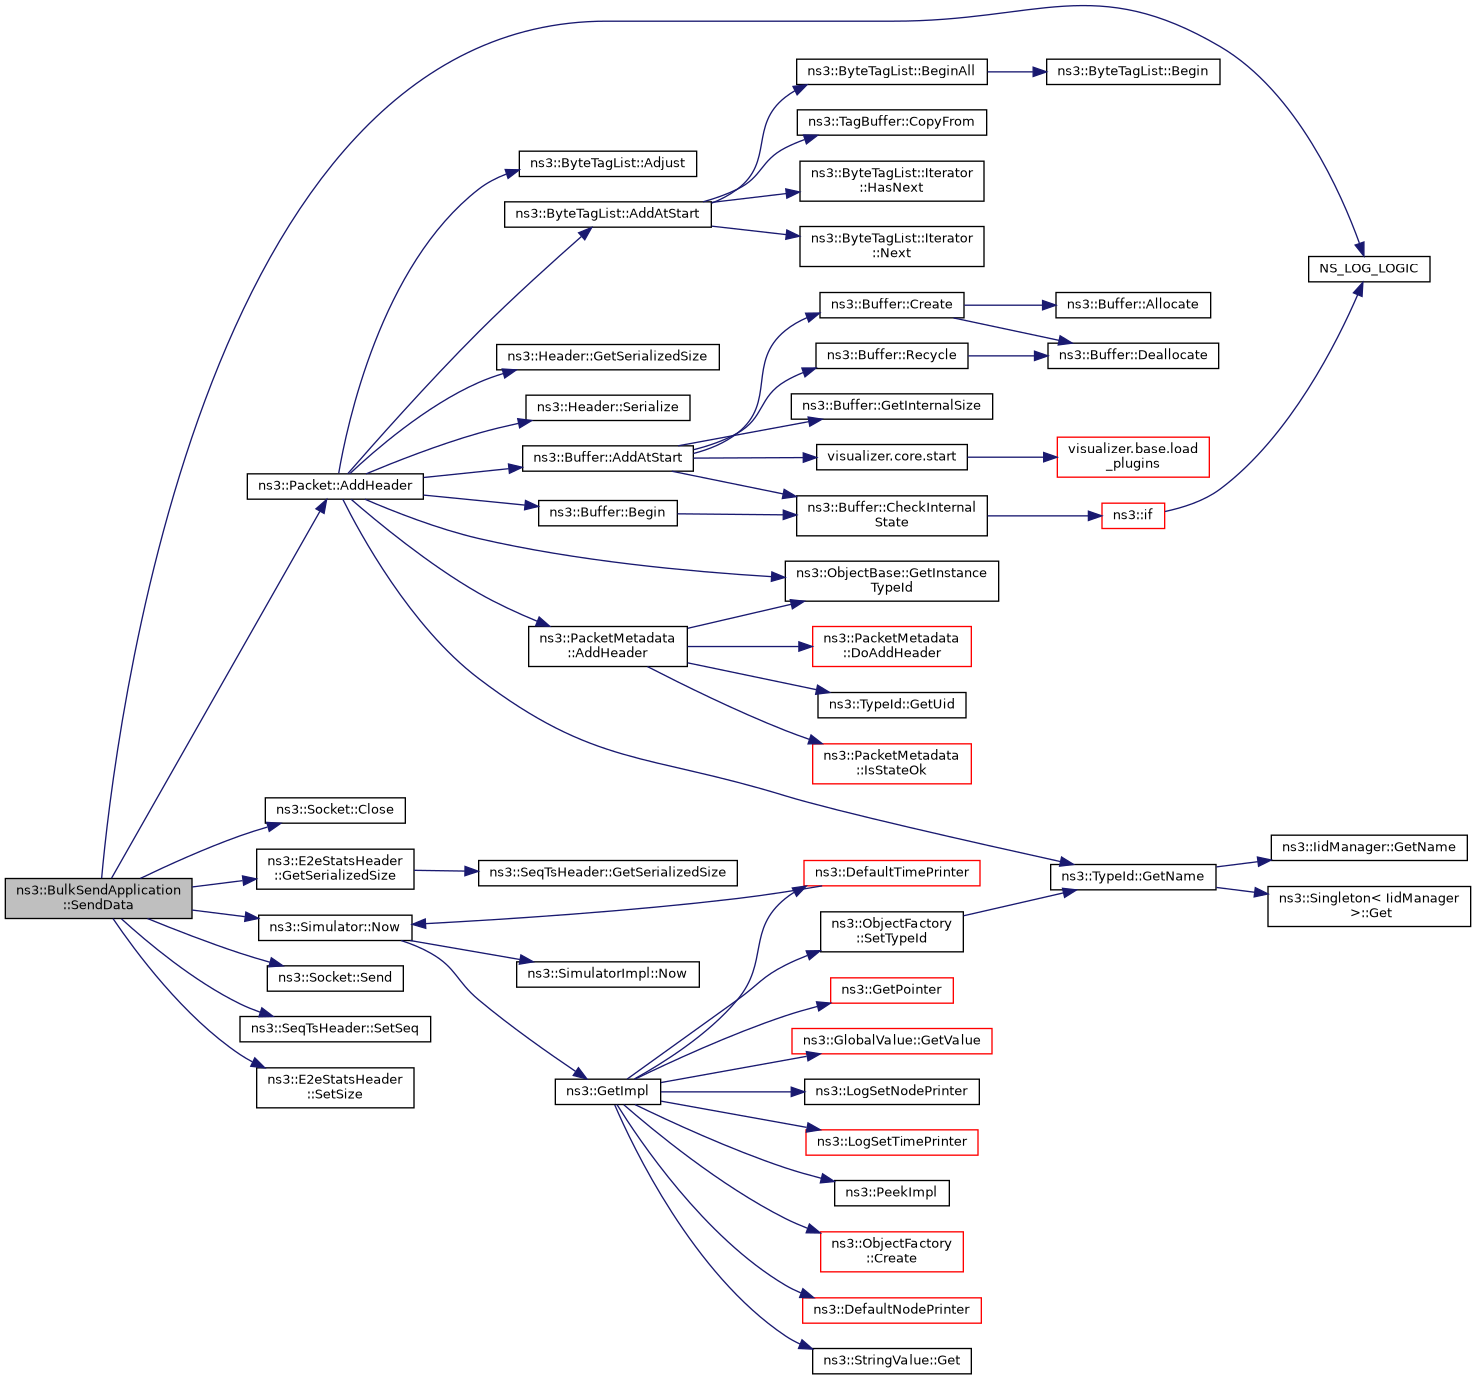 ns3::ByteTagList::BeginAll
ns3::ByteTagList::Begin
ns3::TagBuffer::CopyFrom
ns3::ByteTagList::Adjust
ns3::ByteTagList::Iterator
::HasNext
ns3::ByteTagList::AddAtStart
ns3::ByteTagList::Iterator
::Next
NS_LOG_LOGIC
ns3::Buffer::Create
ns3::Buffer::Allocate
ns3::Header::GetSerializedSize
ns3::Buffer::Recycle
ns3::Buffer::Deallocate
ns3::Header::Serialize
ns3::Buffer::GetInternalSize
ns3::Buffer::AddAtStart
visualizer.core.start
visualizer.base.load
_plugins
ns3::Packet::AddHeader
ns3::Buffer::Begin
ns3::Buffer::CheckInternal
State
ns3::if
ns3::ObjectBase::GetInstance
TypeId
ns3::PacketMetadata
::AddHeader
ns3::PacketMetadata
::DoAddHeader
ns3::TypeId::GetUid
ns3::PacketMetadata
::IsStateOk
ns3::Socket::Close
ns3::IidManager::GetName
ns3::E2eStatsHeader
::GetSerializedSize
ns3::SeqTsHeader::GetSerializedSize
ns3::DefaultTimePrinter
ns3::TypeId::GetName
ns3::BulkSendApplication
::SendData
ns3::Singleton< IidManager
>::Get
ns3::Simulator::Now
ns3::ObjectFactory
::SetTypeId
ns3::Socket::Send
ns3::SimulatorImpl::Now
ns3::GetPointer
ns3::SeqTsHeader::SetSeq
ns3::GlobalValue::GetValue
ns3::E2eStatsHeader
::SetSize
ns3::GetImpl
ns3::LogSetNodePrinter
ns3::LogSetTimePrinter
ns3::PeekImpl
ns3::ObjectFactory
::Create
ns3::DefaultNodePrinter
ns3::StringValue::Get